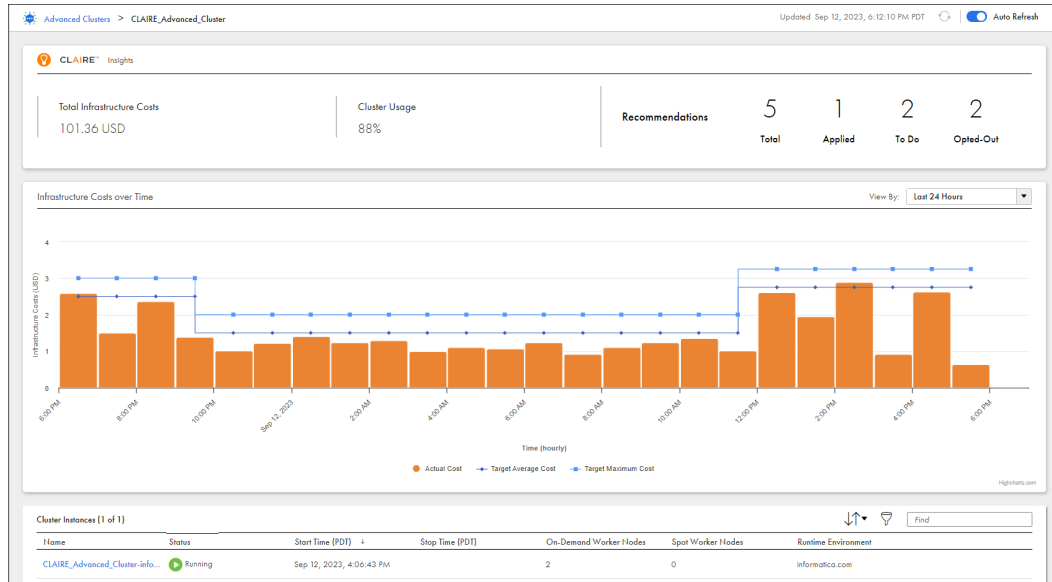 Advanced Clusters > CLAIRE_Advanced_Cluster
Updated Sep 12, 2023, 6:12:10 PM PDT
Auto Refresh
CLAIRE™ Insights
Total Infrastructure Costs
101.36 USD
Cluster Usage
88%
Recommendations
5
Total
1
Applied
2
To Do
2
Opted-Out
Infrastructure Costs over Time
View By:
Last 24 Hours
Infrastructure Costs (USD)
4
3
2
1
0
6:00 PM
8:00 PM
10:00 PM
Sep 12, 2023
2:00 AM
4:00 AM
6:00 AM
8:00 AM
10:00 AM
12:00 PM
2:00 PM
4:00 PM
6:00 PM
Time (hourly)
Actual Cost
Target Average Cost
Target Maximum Cost
Highcharts.com
Cluster Instances (1 of 1)
Find
Name Status Start Time (PDT) ↓ Stop Time (PDT) On-Demand Worker Nodes Spot Worker Nodes Runtime Environment
CLAIRE_Advanced_Cluster-info... Running Sep 12, 2023, 4:06:43 PM 2 0 informatica.com